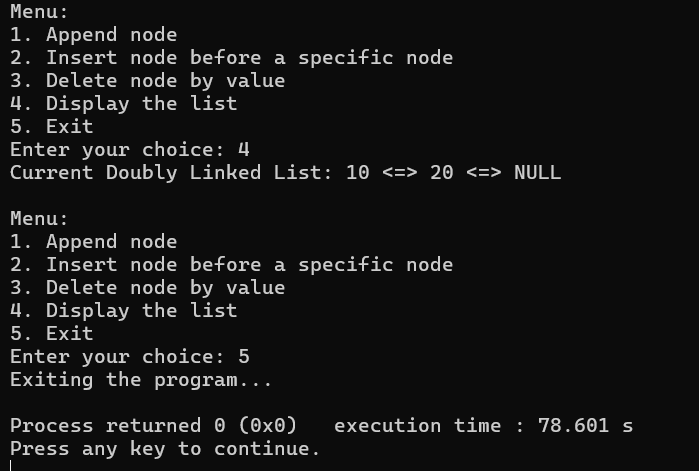 Menu:
1. Append node
2. Insert node before a specific node
3. Delete node by value
4. Display the list
5. Exit
Enter your choice: 4
Current Doubly Linked List: 10 <=> 20 <=> NULL

Menu:
1. Append node
2. Insert node before a specific node
3. Delete node by value
4. Display the list
5. Exit
Enter your choice: 5
Exiting the program...

Process returned 0 (0x0)   execution time : 78.601 s
Press any key to continue.